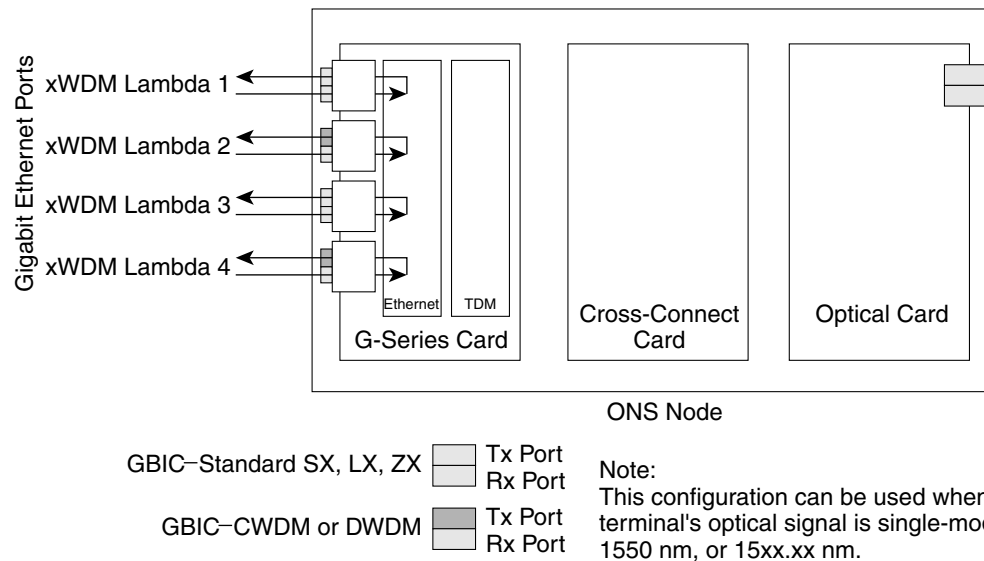 Gigabit Ethernet Ports
xWDM Lambda 1
xWDM Lambda 2
xWDM Lambda 3
xWDM Lambda 4
Ethernet
TDM
G-Series Card
Cross-Connect
Card
Optical Card
ONS Node
GBIC–Standard SX, LX, ZX
Tx Port
Rx Port
GBIC–CWDM or DWDM
Tx Port
Rx Port
Note:
This configuration can be used when
terminal's optical signal is single-mo
1550 nm, or 15xx.xx nm.